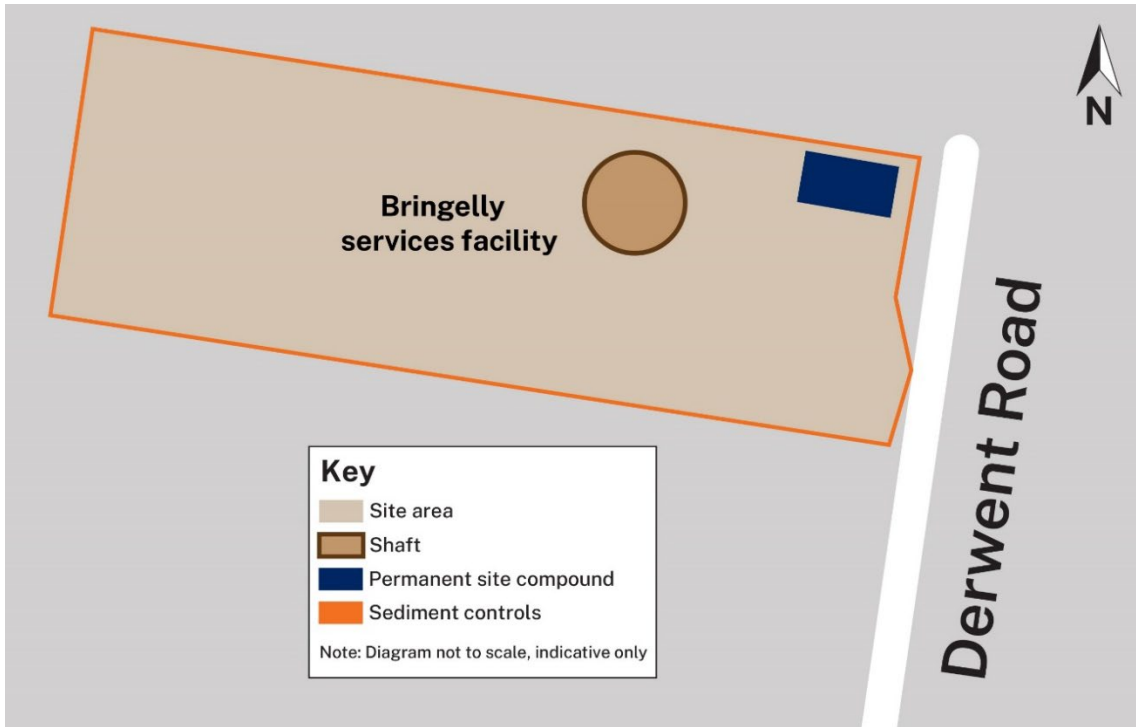 N
Bringelly
services facility
Derwent Road
Key
Site area
Shaft
Permanent site compound
Sediment controls
Note: Diagram not to scale, indicative only